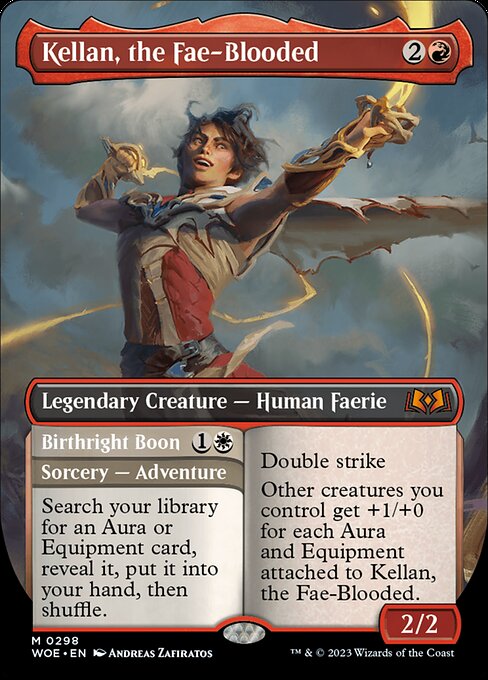 Kellan, the Fae-Blooded 2
Legendary Creature — Human Faerie
Birthright Boon 1
Sorcery — Adventure
Search your library
for an Aura or
Equipment card,
reveal it, put it into
your hand, then
shuffle.
Double strike
Other creatures you
control get +1/+0
for each Aura
and Equipment
attached to Kellan,
the Fae-Blooded.
2/2
M 0298
WOE • EN ANDREAS ZAFIRATOS
™ & © 2023 Wizards of the Coast